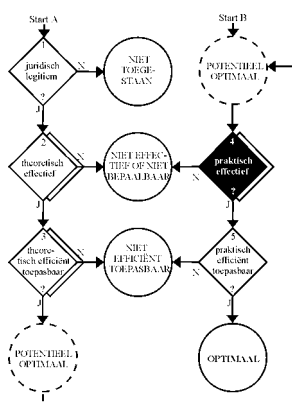 Start A
Start B
1
juridisch
legitiem
?
N
J
NIET
TOEGE-
STAAN
POTENTIEEL
OPTIMAAL
2
theoretisch
effectief
?
N
J
NIET EFFEC-
TIEF OF NIET
BEPAALBAAR
4
praktisch
effectief
?
N
J
3
theore-
tisch efficiënt
toepasbaar
?
N
J
NIET
EFFICIËNT
TOEPASBAAR
5
praktisch
efficiënt
toepasbaar
?
N
J
POTENTIEEL
OPTIMAAL
OPTIMAAL